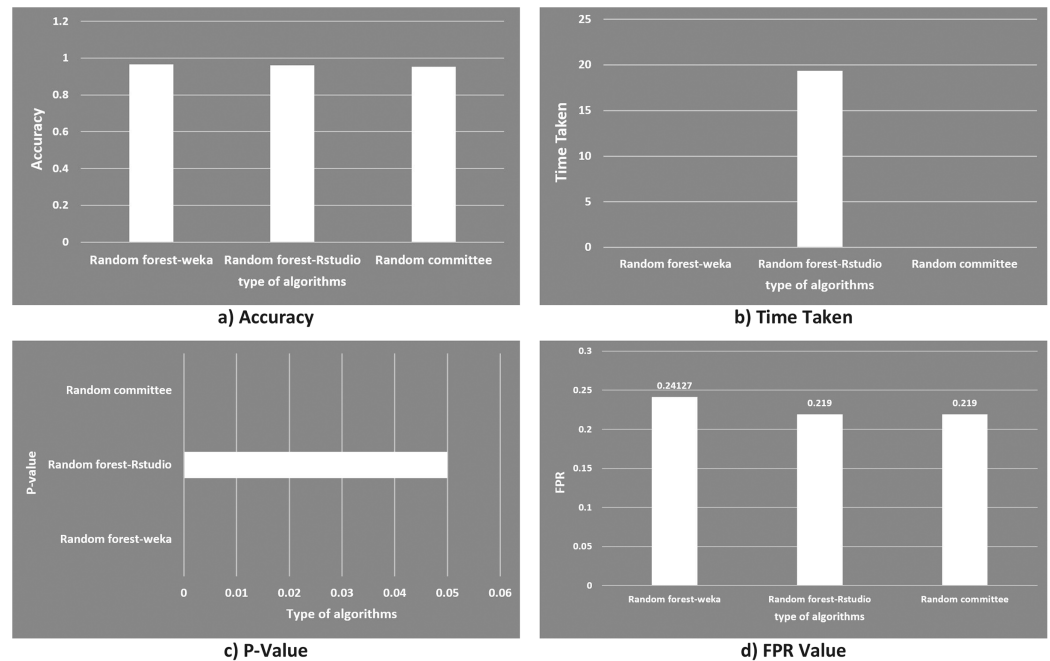 1.2
1
0.8
0.6
0.4
0.2
0
Accuracy
Random forest-weka Random forest-Rstudio Random committee
type of algorithms
a) Accuracy
25
20
15
10
5
0
Time Taken
Random forest-weka Random forest-Rstudio Random committee
type of algorithms
b) Time Taken
P-value
Random committee
Random forest-Rstudio
Random forest-weka
0 0.01 0.02 0.03 0.04 0.05 0.06
Type of algorithms
c) P-Value
0.3
0.25
0.2
0.15
0.1
0.05
0
FPR
0.24127
0.219
0.219
Random forest-weka Random forest-Rstudio Random committee
type of algorithms
d) FPR Value